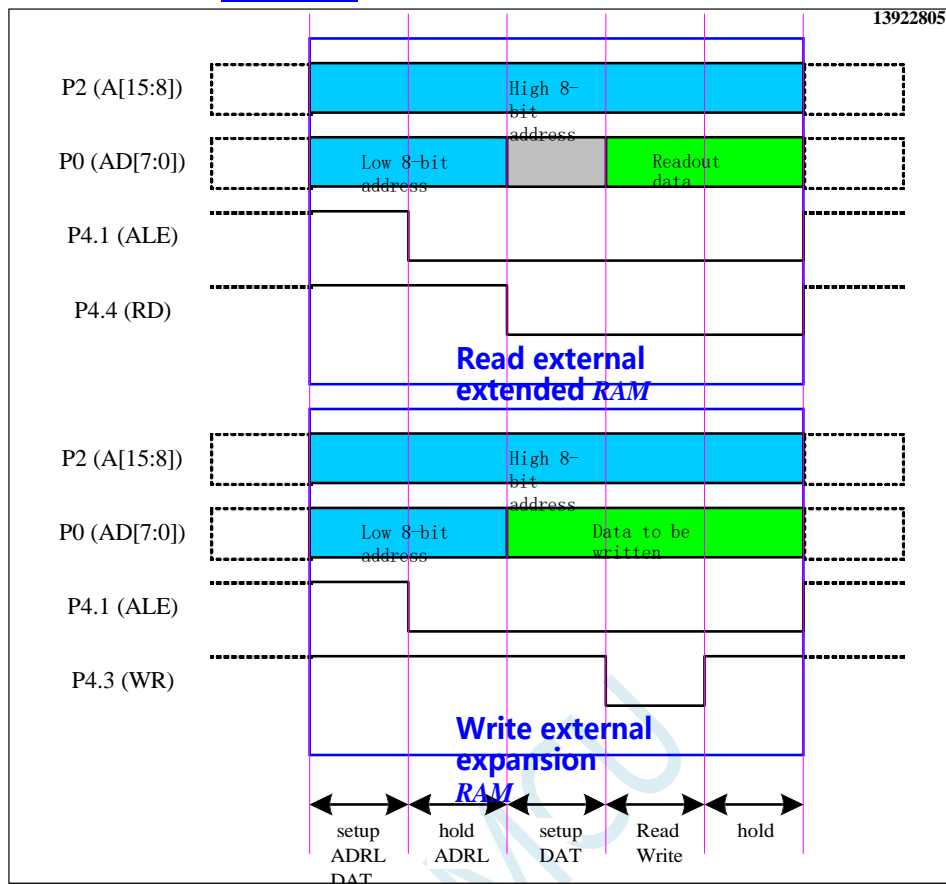 13922805
P2 (A[15:8])
High 8-
bit
address
P0 (AD[7:0])
Low 8-bit
address
Readout
data
P4.1 (ALE)
P4.4 (RD)
Read external
extended RAM
P2 (A[15:8])
High 8-
bit
address
P0 (AD[7:0])
Low 8-bit
address
Data to be
written
P4.1 (ALE)
P4.3 (WR)
Write external
expansion
RAM
MCU
setup
ADRL
DAT
hold
ADRL
setup
DAT
Read
Write
hold